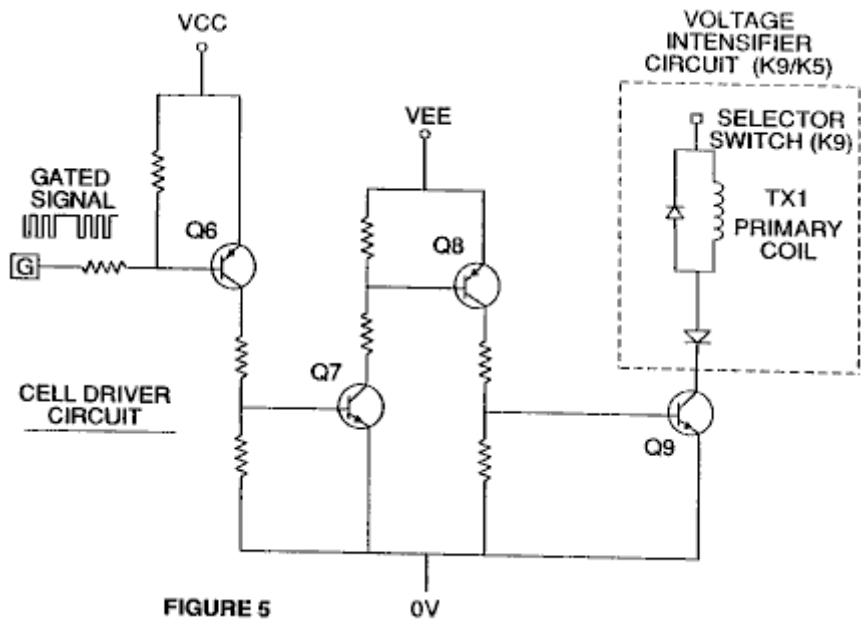 VCC
VOLTAGE
INTENSIFIER
CIRCUIT (K9/K5)
VEE
SELECTOR
SWITCH (K9)
GATED
SIGNAL
Q6
Q8
TX1
PRIMARY
COIL
G
Q7
CELL DRIVER
CIRCUIT
Q9
FIGURE 5
0V